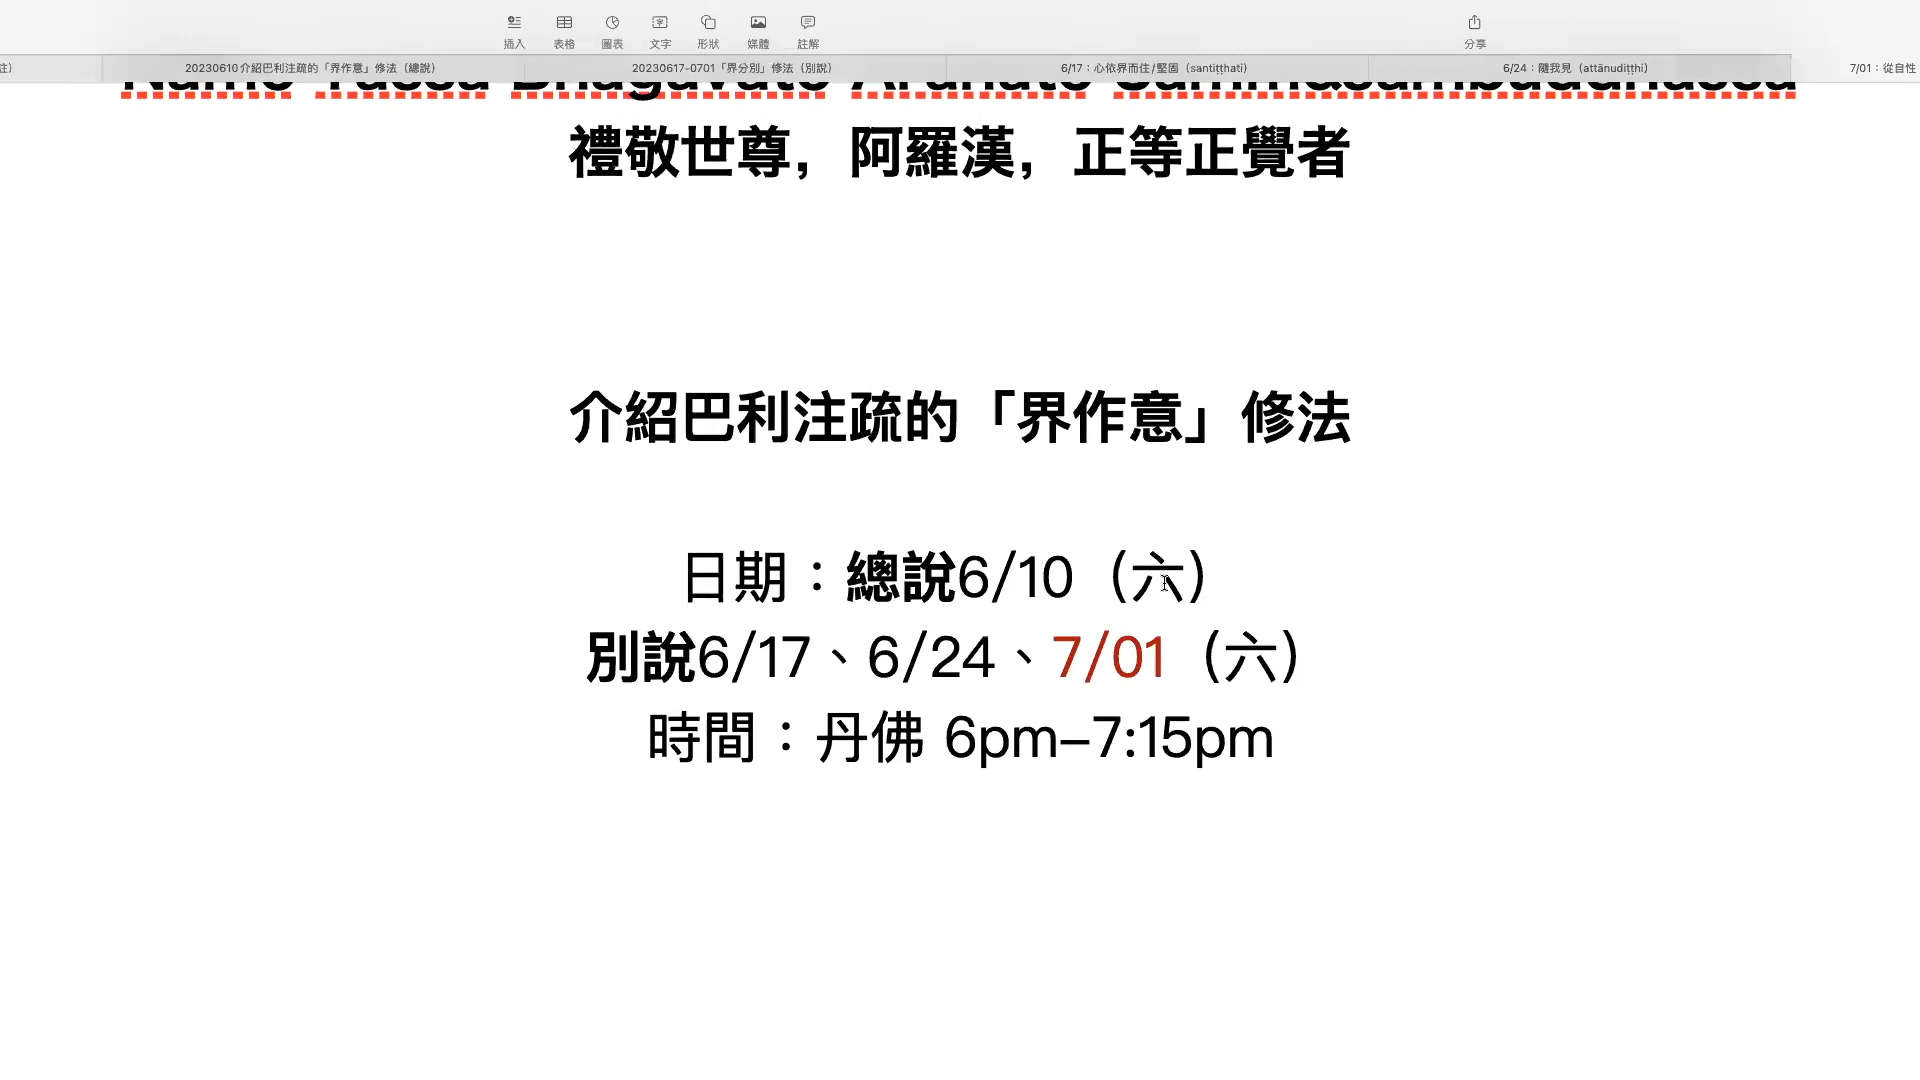 插入 表格 圖表 文字 形狀 媒體 註解 分享
註） 20230610介紹巴利注疏的「界作意」修法（總說） 20230617-0701「界分別」修法（別說） 6/17：心依界而住/堅固（santiṭṭhati） 6/24：隨我見（attānudiṭṭhi） 7/01：從自性
Namo Tassa Bhagavato Arahato Sammasambuddhassa
禮敬世尊，阿羅漢，正等正覺者
介紹巴利注疏的「界作意」修法
日期：總說6/10（六）
別說6/17、6/24、7/01（六）
時間：丹佛 6pm–7:15pm